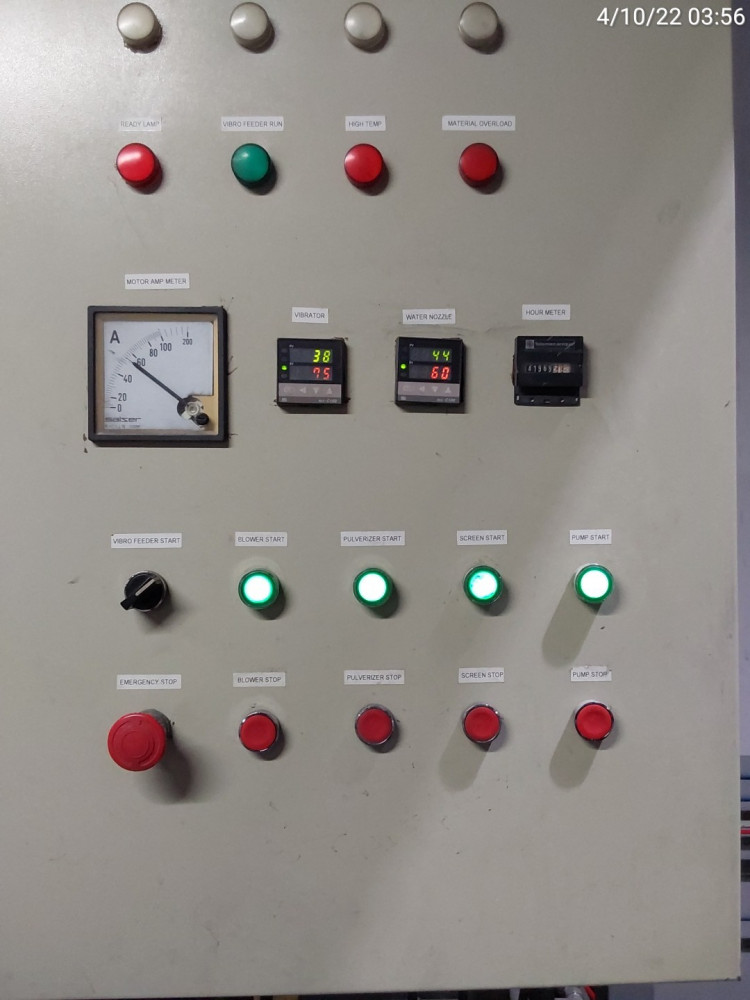 4/10/22 03:56
READY LAMP
VIBRO FEEDER RUN
HIGH TEMP
MATERIAL OVERLOAD
MOTOR AMP METER
VIBRATOR
WATER NOZZLE
HOUR METER
A
200
100
80
60
40
20
0
38
75
44
60
VIBRO FEEDER START
BLOWER START
PULVERIZER START
SCREEN START
PUMP START
EMERGENCY STOP
BLOWER STOP
PULVERIZER STOP
SCREEN STOP
PUMP STOP